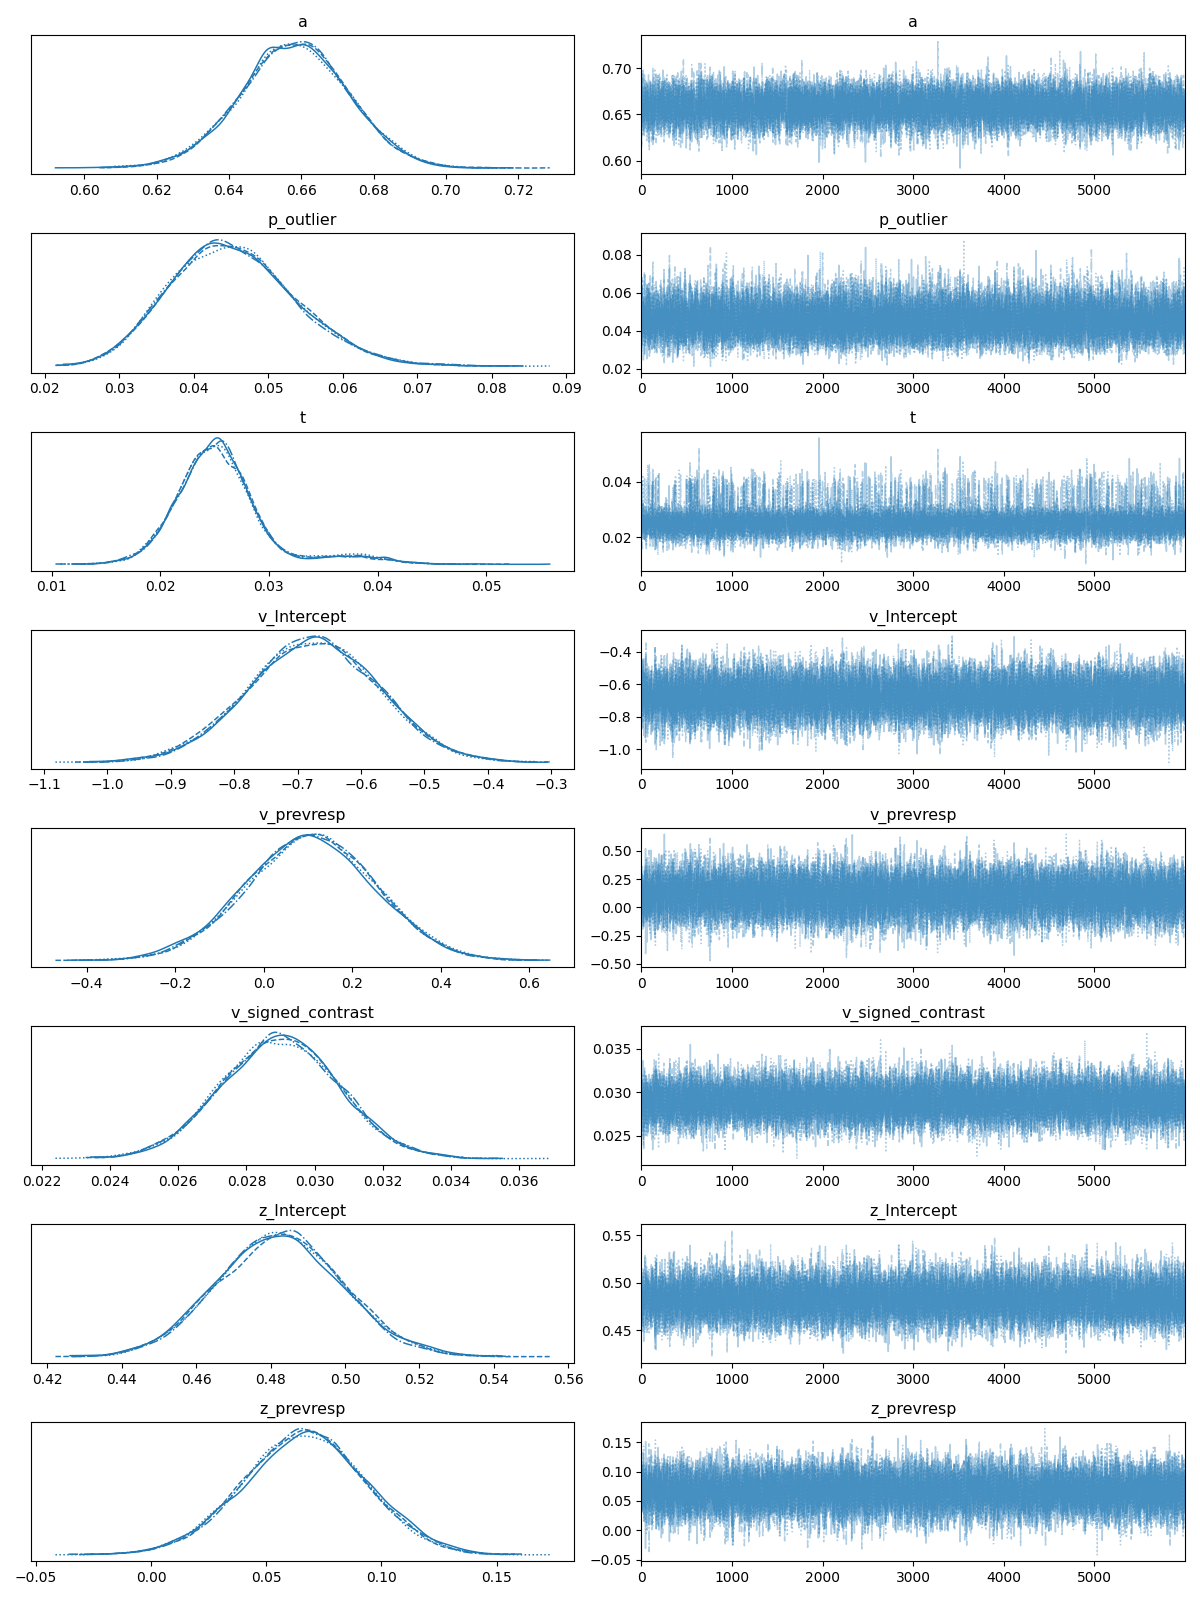 a a
0.70
0.65
0.60
0.60 0.62 0.64 0.66 0.68 0.70 0.72 0 1000 2000 3000 4000 5000
p_outlier p_outlier
0.08
0.06
0.04
0.02
0.02 0.03 0.04 0.05 0.06 0.07 0.08 0.09 0 1000 2000 3000 4000 5000
t t
0.04
0.02
0.01 0.02 0.03 0.04 0.05 0 1000 2000 3000 4000 5000
v_Intercept v_Intercept
−0.4
−0.6
−0.8
−1.0
−1.1 −1.0 −0.9 −0.8 −0.7 −0.6 −0.5 −0.4 −0.3 0 1000 2000 3000 4000 5000
v_prevresp v_prevresp
0.50
0.25
0.00
−0.25
−0.50
−0.4 −0.2 0.0 0.2 0.4 0.6 0 1000 2000 3000 4000 5000
v_signed_contrast v_signed_contrast
0.035
0.030
0.025
0.022 0.024 0.026 0.028 0.030 0.032 0.034 0.036 0 1000 2000 3000 4000 5000
z_Intercept z_Intercept
0.55
0.50
0.45
0.42 0.44 0.46 0.48 0.50 0.52 0.54 0.56 0 1000 2000 3000 4000 5000
z_prevresp z_prevresp
0.15
0.10
0.05
0.00
−0.05
−0.05 0.00 0.05 0.10 0.15 0 1000 2000 3000 4000 5000